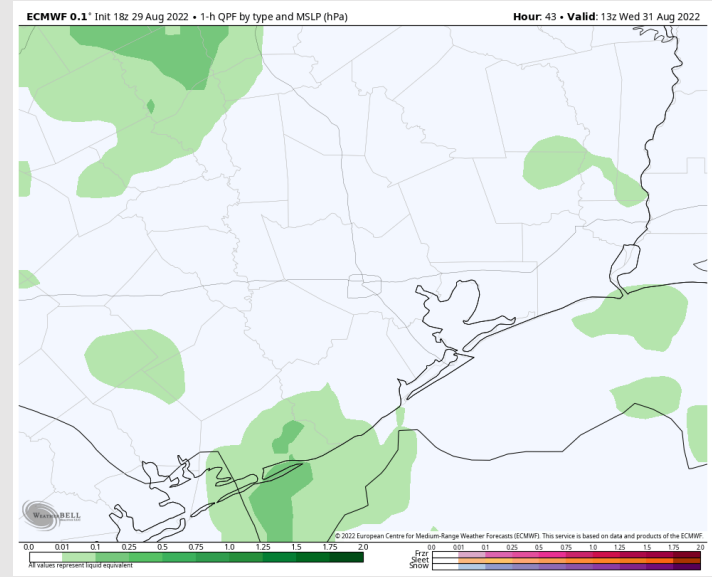 ECMWF 0.1° Init 18z 29 Aug 2022 • 1-h QPF by type and MSLP (hPa) Hour: 43 • Valid: 13z Wed 31 Aug 2022
WeatherBELL
© 2022 European Centre for Medium-Range Weather Forecasts (ECMWF). This service is based on data and products of the ECMWF.
0.0 0.01 0.1 0.25 0.5 0.75 1.0 1.25 1.5 1.75 2.0
All values represent liquid equivalent
0.0 0.01 0.25 0.5 0.75 1.0 1.25 1.5 1.75 2.0
Frzr
Sleet
Snow